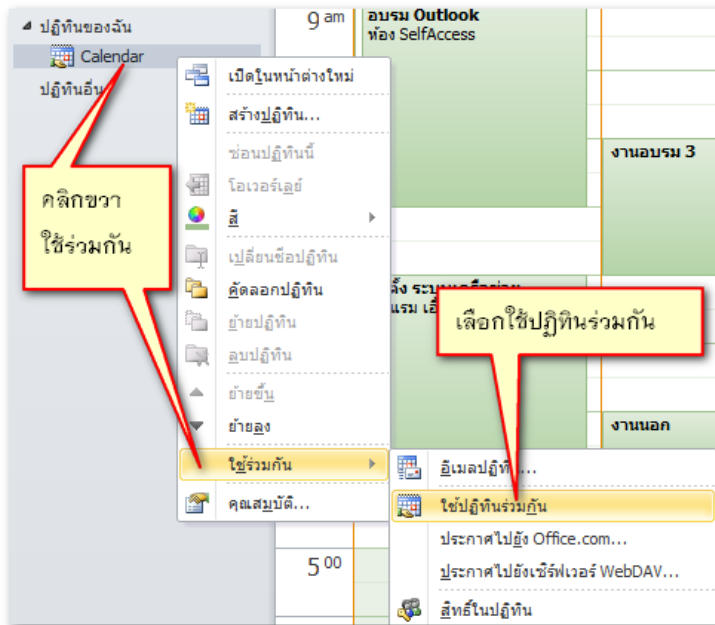 ปฏิทินของฉัน
Calendar
ปฏิทินอื่น
คลิกขวา
ใช้ร่วมกัน
9 am
อบรม Outlook
ห้อง SelfAccess
งานอบรม 3
เปิดในหน้าต่างใหม่
สร้างปฏิทิน...
ซ่อนปฏิทินนี้
โอเวอร์เลย์
สี
เปลี่ยนชื่อปฏิทิน
คัดลอกปฏิทิน
ย้ายปฏิทิน
ลบปฏิทิน
ย้ายขึ้น
ย้ายลง
ใช้ร่วมกัน
คุณสมบัติ...
เลือกใช้ปฏิทินร่วมกัน
งานนอก
อีเมลปฏิทิน...
ใช้ปฏิทินร่วมกัน
ประกาศไปยัง Office.com...
ประกาศไปยังเซิร์ฟเวอร์ WebDAV...
สิทธิ์ในปฏิทิน
5 00